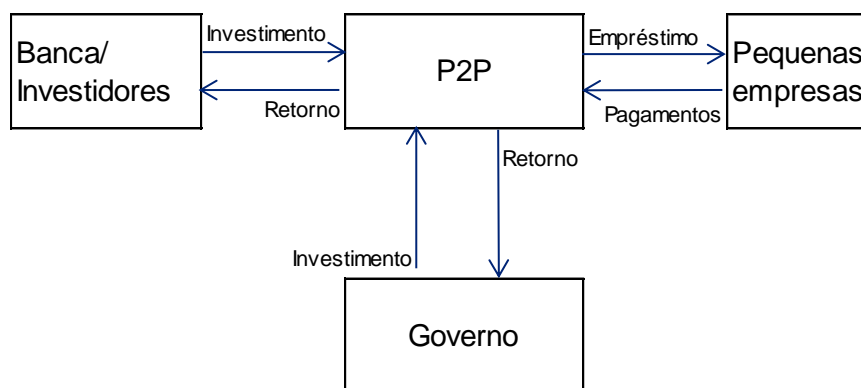 Banca/
Investidores
Investimento
Retorno
P2P
Empréstimo
Pagamentos
Pequenas
empresas
Retorno
Investimento
Governo